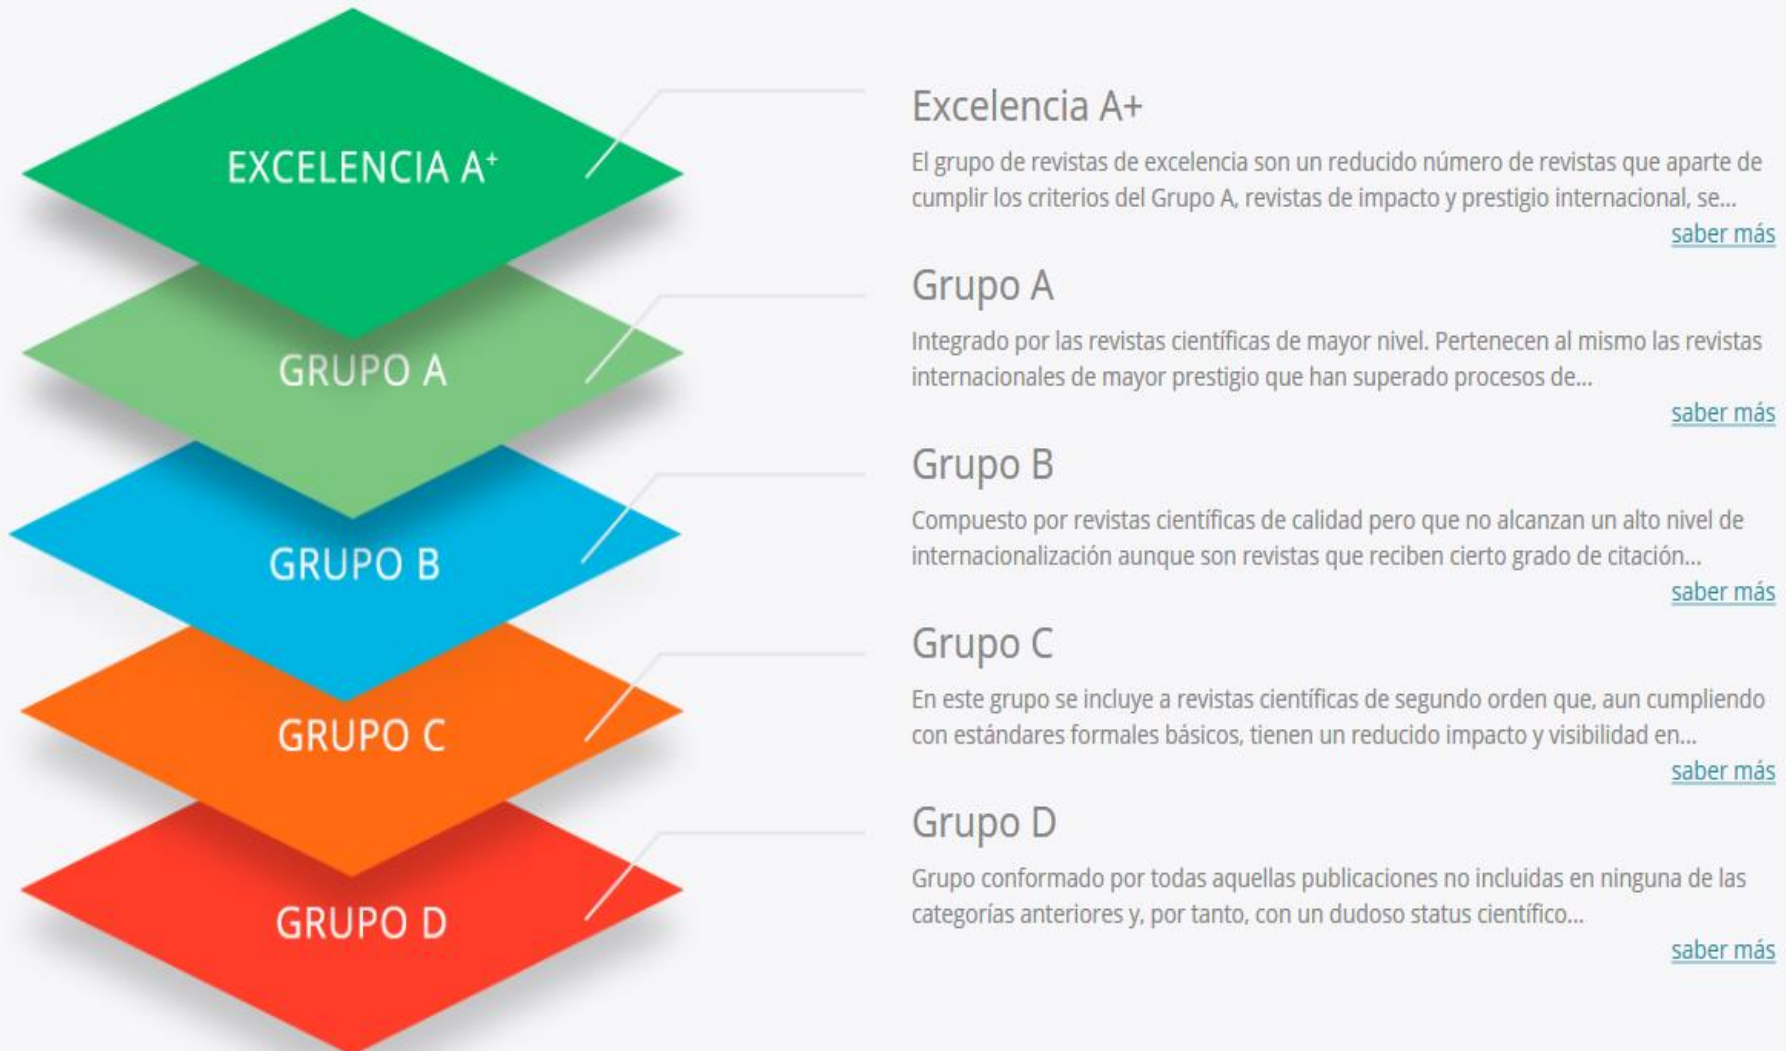 EXCELENCIA A+
GRUPO A
GRUPO B
GRUPO C
GRUPO D
Excelencia A+
El grupo de revistas de excelencia son un reducido número de revistas que aparte de
cumplir los criterios del Grupo A, revistas de impacto y prestigio internacional, se...
saber más
Grupo A
Integrado por las revistas científicas de mayor nivel. Pertenecen al mismo las revistas
internacionales de mayor prestigio que han superado procesos de...
saber más
Grupo B
Compuesto por revistas científicas de calidad pero que no alcanzan un alto nivel de
internacionalización aunque son revistas que reciben cierto grado de citación...
saber más
Grupo C
En este grupo se incluye a revistas científicas de segundo orden que, aun cumpliendo
con estándares formales básicos, tienen un reducido impacto y visibilidad en...
saber más
Grupo D
Grupo conformado por todas aquellas publicaciones no incluidas en ninguna de las
categorías anteriores y, por tanto, con un dudoso status científico...
saber más